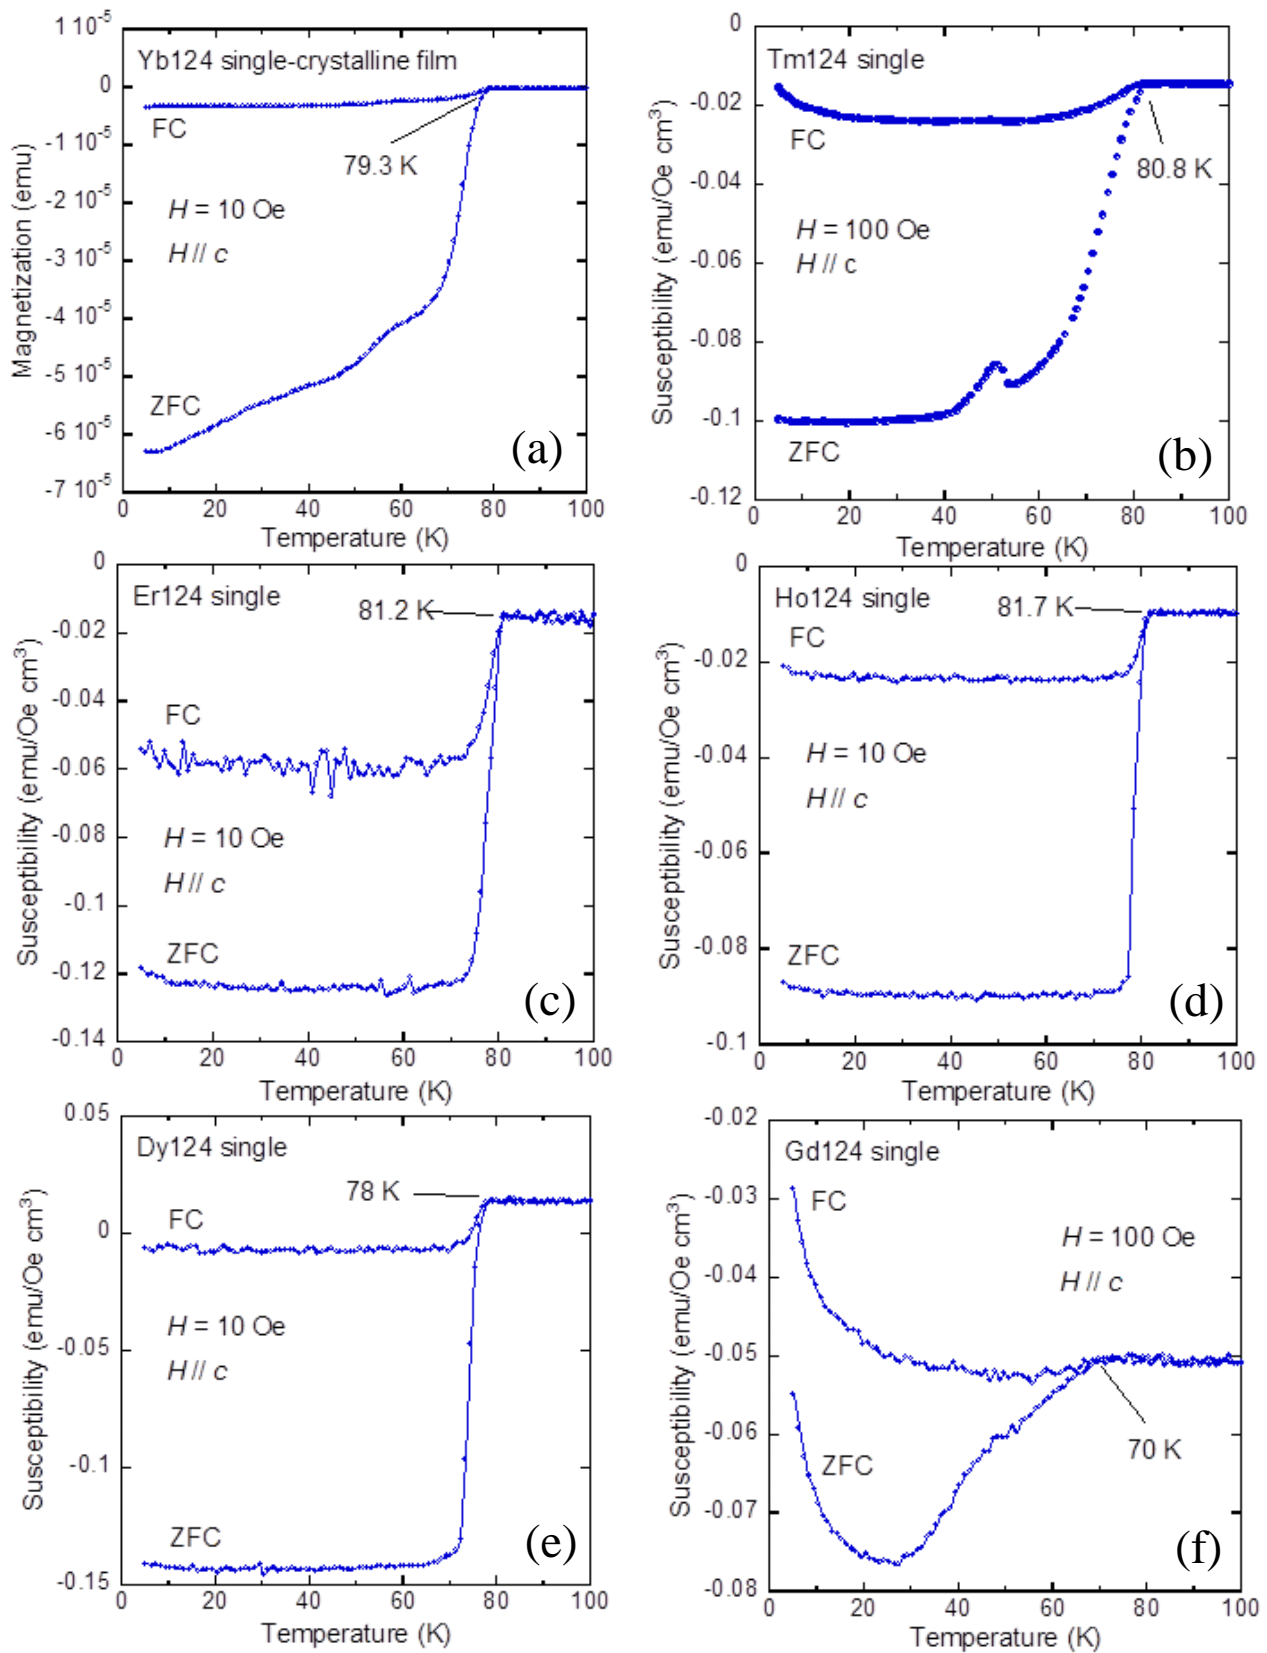 1 10-5
0
-1 10-5
-2 10-5
-3 10-5
-4 10-5
-5 10-5
-6 10-5
-7 10-5
Magnetization (emu)
Yb124 single-crystalline film
FC
79.3 K
H = 10 Oe
H // c
ZFC
(a)
0 20 40 60 80 100
Temperature (K)
0
-0.02
-0.04
-0.06
-0.08
-0.1
-0.12
Susceptibility (emu/Oe cm3)
Tm124 single
FC
80.8 K
H = 100 Oe
H // c
ZFC
(b)
0 20 40 60 80 100
Temperature (K)
0
-0.02
-0.04
-0.06
-0.08
-0.1
-0.12
-0.14
Susceptibility (emu/Oe cm3)
Er124 single
81.2 K
FC
H = 10 Oe
H // c
ZFC
(c)
0 20 40 60 80 100
Temperature (K)
0
-0.02
-0.04
-0.06
-0.08
-0.1
Susceptibility (emu/Oe cm3)
Ho124 single
81.7 K
FC
H = 10 Oe
H // c
ZFC
(d)
0 20 40 60 80 100
Temperature (K)
0.05
0
-0.05
-0.1
-0.15
Susceptibility (emu/Oe cm3)
Dy124 single
78 K
FC
H = 10 Oe
H // c
ZFC
(e)
0 20 40 60 80 100
Temperature (K)
-0.02
-0.03
-0.04
-0.05
-0.06
-0.07
-0.08
Susceptibility (emu/Oe cm3)
Gd124 single
FC
H = 100 Oe
H // c
70 K
ZFC
(f)
0 20 40 60 80 100
Temperature (K)